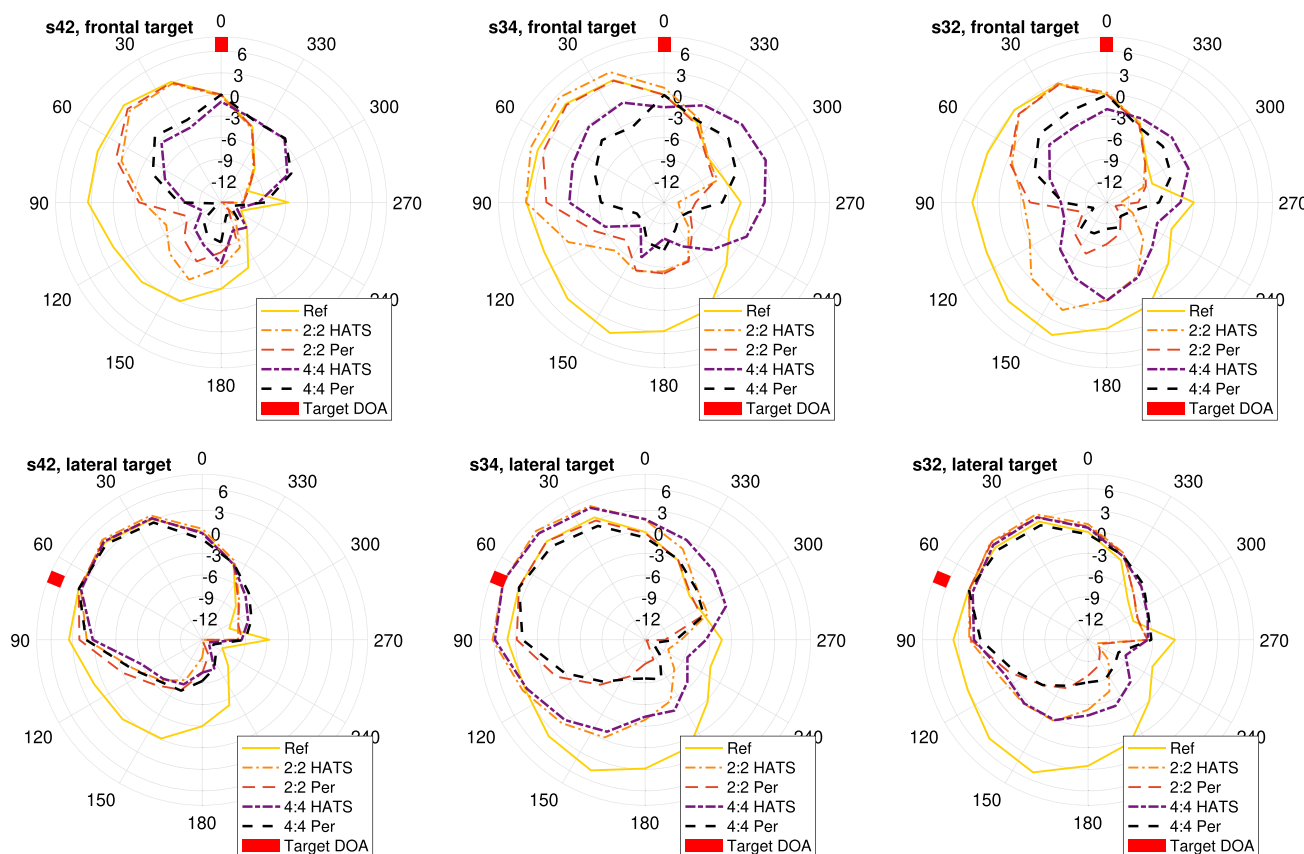 s42, frontal target
0
30
330
60
300
90
270
120
240
150
180
6
3
0
-3
-6
-9
-12
Ref
2:2 HATS
2:2 Per
4:4 HATS
4:4 Per
Target DOA
s34, frontal target
0
30
330
60
300
90
270
120
240
150
180
6
3
0
-3
-6
-9
-12
Ref
2:2 HATS
2:2 Per
4:4 HATS
4:4 Per
Target DOA
s32, frontal target
0
30
330
60
300
90
270
120
240
150
180
6
3
0
-3
-6
-9
-12
Ref
2:2 HATS
2:2 Per
4:4 HATS
4:4 Per
Target DOA
s42, lateral target
0
30
330
60
300
90
270
120
240
150
180
6
3
0
-3
-6
-9
-12
Ref
2:2 HATS
2:2 Per
4:4 HATS
4:4 Per
Target DOA
s34, lateral target
0
30
330
60
300
90
270
120
240
150
180
6
3
0
-3
-6
-9
-12
Ref
2:2 HATS
2:2 Per
4:4 HATS
4:4 Per
Target DOA
s32, lateral target
0
30
330
60
300
90
270
120
240
150
180
6
3
0
-3
-6
-9
-12
Ref
2:2 HATS
2:2 Per
4:4 HATS
4:4 Per
Target DOA